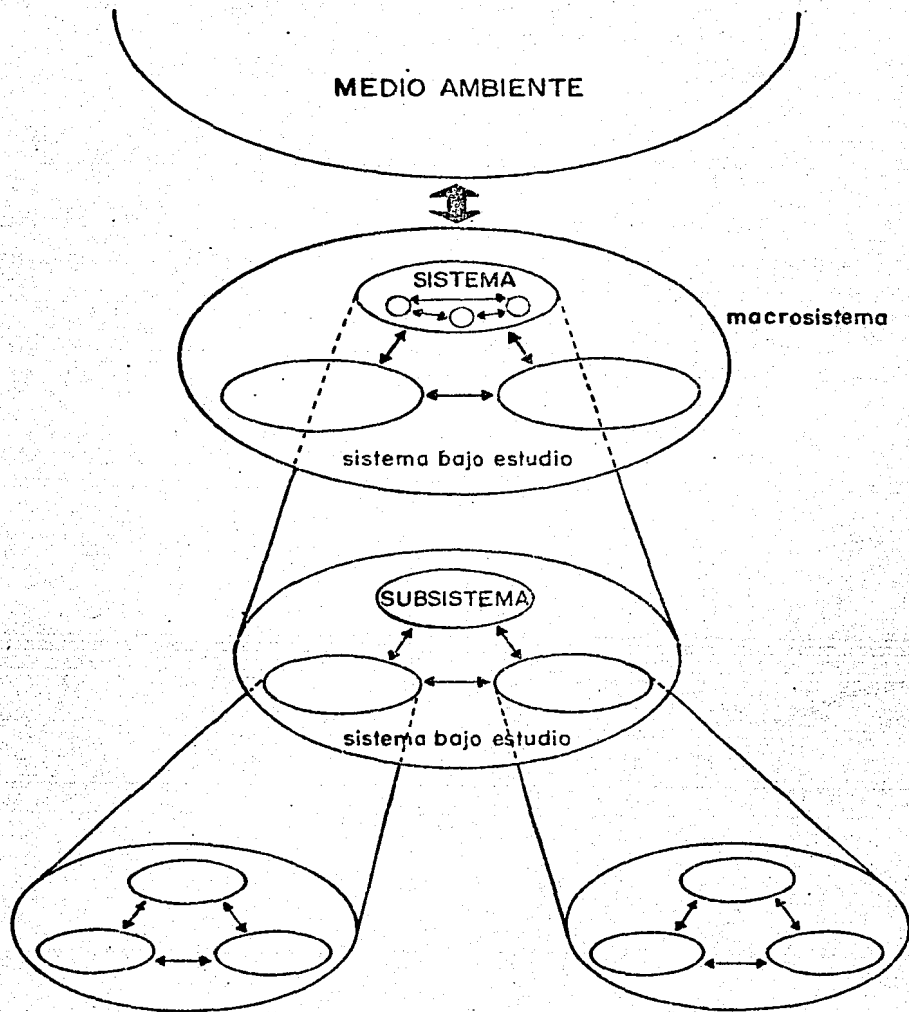 MEDIO AMBIENTE
SISTEMA
macrosistema
sistema bajo estudio
SUBSISTEMA
sistema bajo estudio